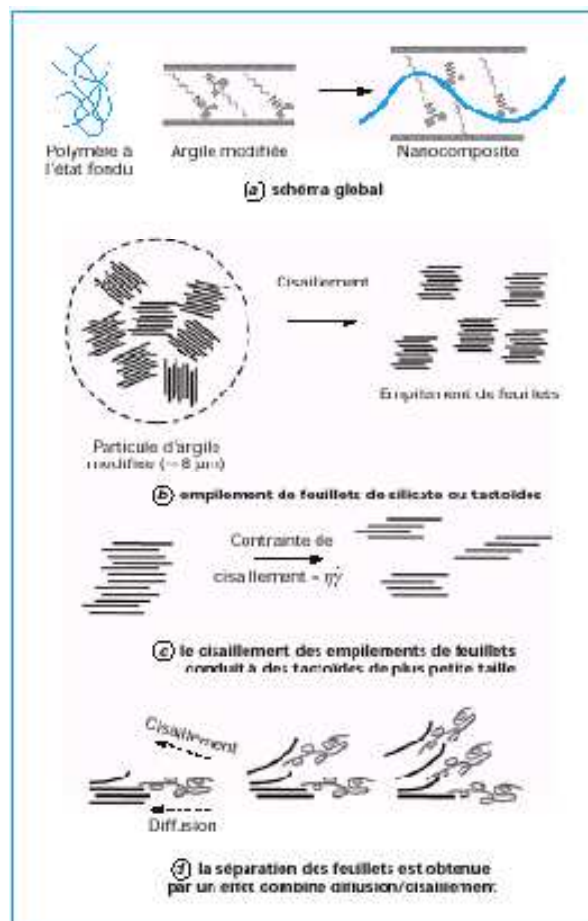 Polymère à
l'état fondu
Argile modifiée
Nanocomposite
(a) schéma global
Cisaillement
Empilement de feuillets
Particule d'argile
modifiée (~ 8 µm)
(b) empilement de feuillets de silicate ou tactoïdes
Contrainte de
cisaillement = ηγ̇
(c) le cisaillement des empilements de feuillets
conduit à des tactoïdes de plus petite taille
Cisaillement
Diffusion
(d) la séparation des feuillets est obtenue
par un effet combiné diffusion/cisaillement